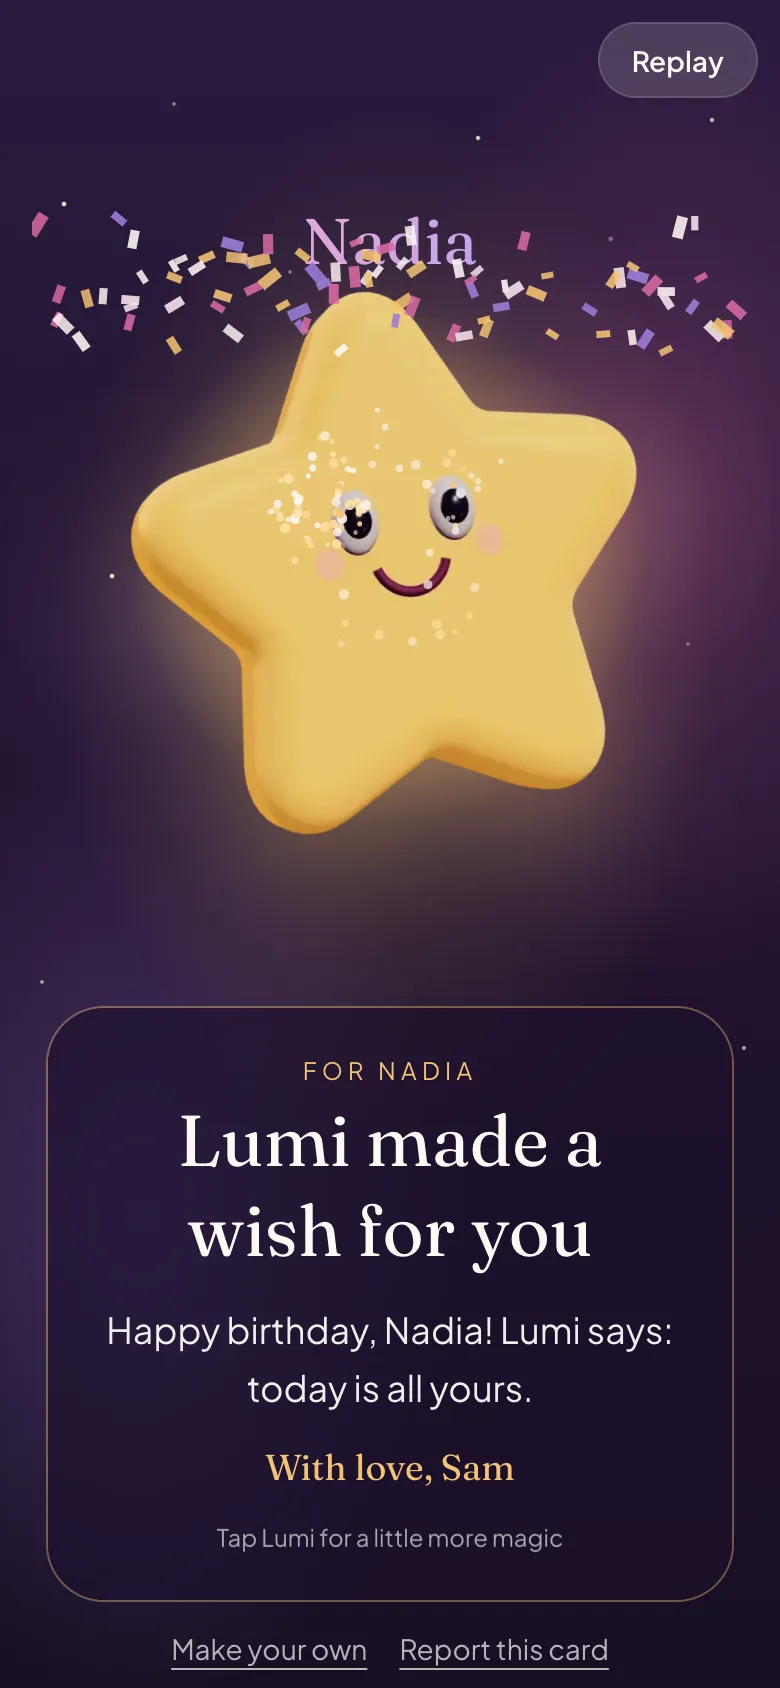 Replay
Nadia
FOR NADIA
Lumi made a
wish for you
Happy birthday, Nadia! Lumi says:
today is all yours.
With love, Sam
Tap Lumi for a little more magic
Make your own Report this card